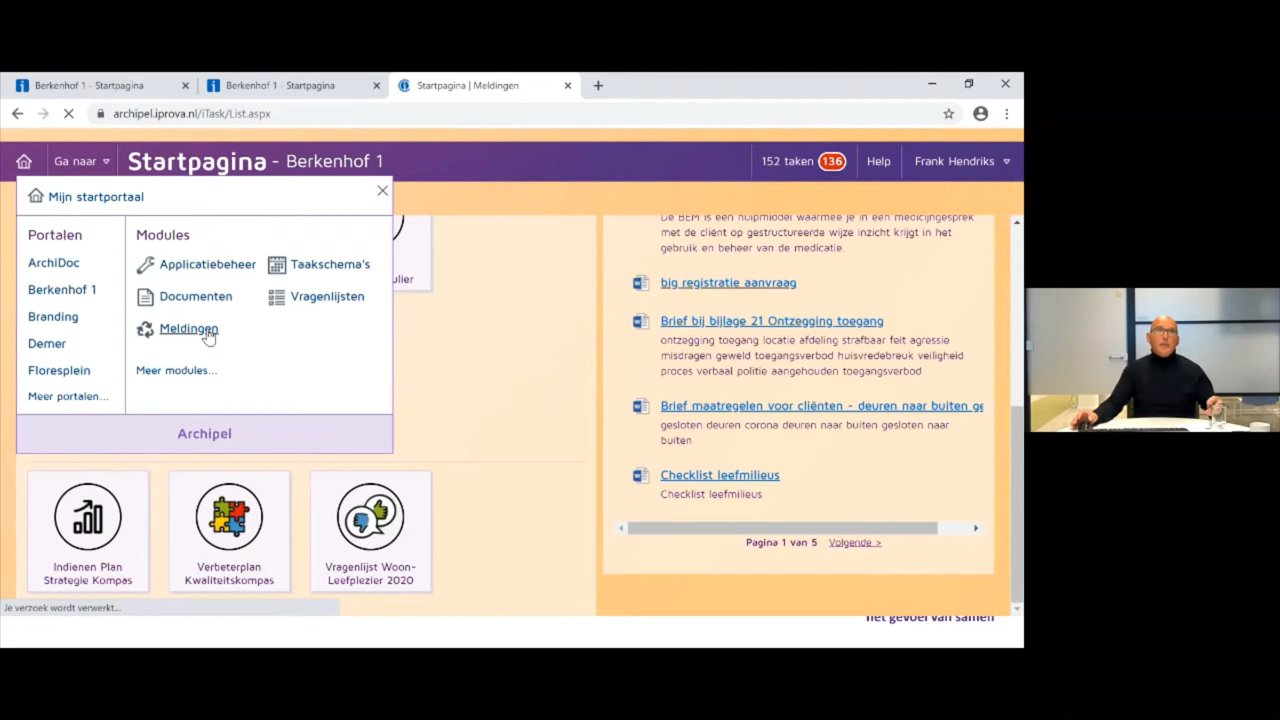 Berkenhof 1 - Startpagina
Berkenhof 1 - Startpagina
Startpagina | Meldingen
archipel.iprova.nl/iTask/List.aspx
Ga naar
Startpagina - Berkenhof 1
152 taken 136
Help
Frank Hendriks
Mijn startportaal
Portalen
ArchiDoc
Berkenhof 1
Branding
Demer
Floresplein
Meer portalen...
Modules
Applicatiebeheer
Taakschema's
Documenten
Vragenlijsten
Meldingen
Meer modules...
Archipel
ulier
Indienen Plan
Strategie Kompas
Verbeterplan
Kwaliteitskompas
Vragenlijst Woon-
Leefplezier 2020
De BEM is een hulpmiddel waarmee je in een medicijngesprek
met de cliënt op gestructureerde wijze inzicht krijgt in het
gebruik en beheer van de medicatie.
big registratie aanvraag
Brief bij bijlage 21 Ontzegging toegang
ontzegging toegang locatie afdeling strafbaar feit agressie
misdragen geweld toegangsverbod huisvredebreuk veiligheid
proces verbaal politie aangehouden toegangsverbod
Brief maatregelen voor cliënten - deuren naar buiten ge
gesloten deuren corona deuren naar buiten gesloten naar
buiten
Checklist leefmilieus
Checklist leefmilieus
Pagina 1 van 5 Volgende >
Je verzoek wordt verwerkt...
het gevoel van samen